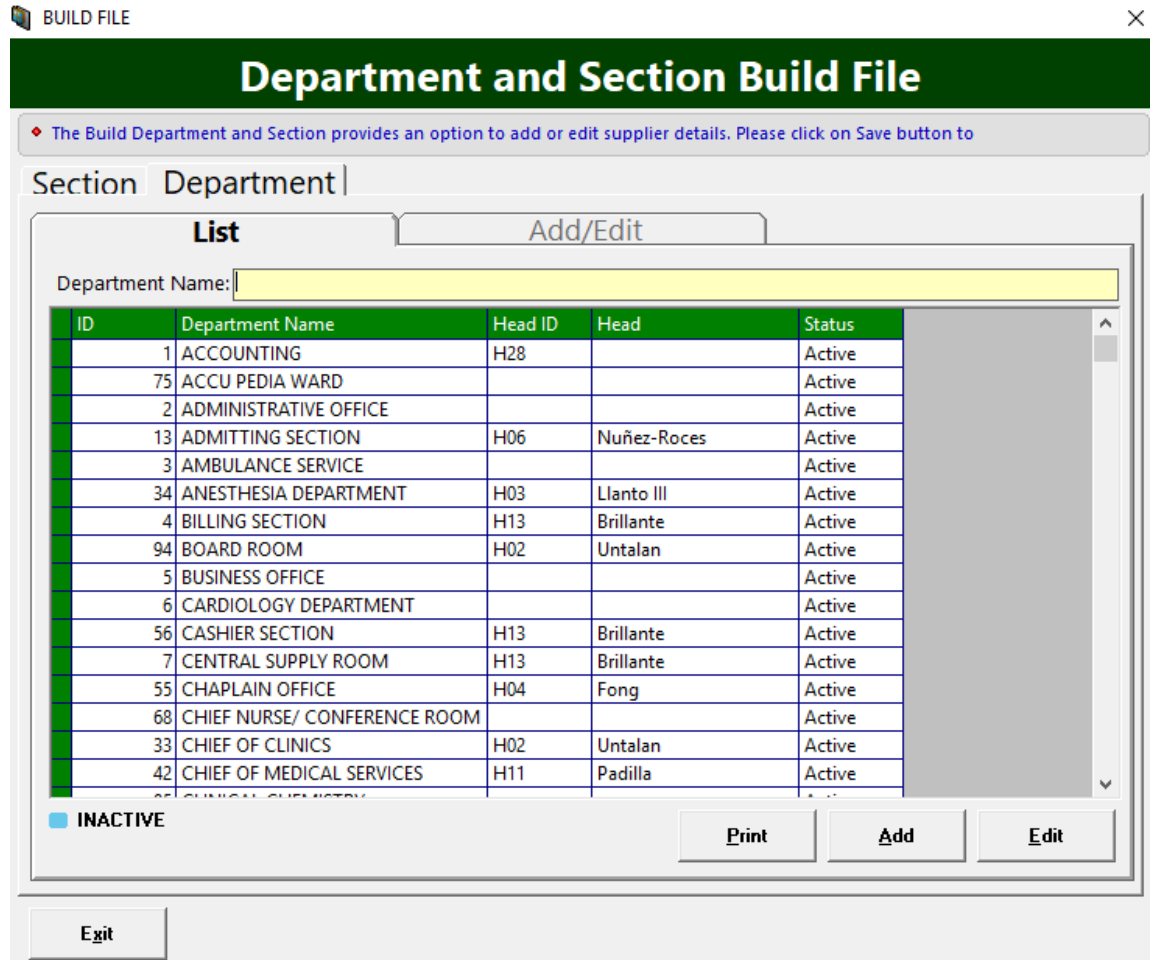 BUILD FILE
Department and Section Build File
The Build Department and Section provides an option to add or edit supplier details. Please click on Save button to
Section Department
List Add/Edit
Department Name:
ID Department Name Head ID Head Status
1 ACCOUNTING H28 Active
75 ACCU PEDIA WARD Active
2 ADMINISTRATIVE OFFICE Active
13 ADMITTING SECTION H06 Nuñez-Roces Active
3 AMBULANCE SERVICE Active
34 ANESTHESIA DEPARTMENT H03 Llanto III Active
4 BILLING SECTION H13 Brillante Active
94 BOARD ROOM H02 Untalan Active
5 BUSINESS OFFICE Active
6 CARDIOLOGY DEPARTMENT Active
56 CASHIER SECTION H13 Brillante Active
7 CENTRAL SUPPLY ROOM H13 Brillante Active
55 CHAPLAIN OFFICE H04 Fong Active
68 CHIEF NURSE/ CONFERENCE ROOM Active
33 CHIEF OF CLINICS H02 Untalan Active
42 CHIEF OF MEDICAL SERVICES H11 Padilla Active
CLINICAL CHEMISTRY
INACTIVE
Print Add Edit
Exit